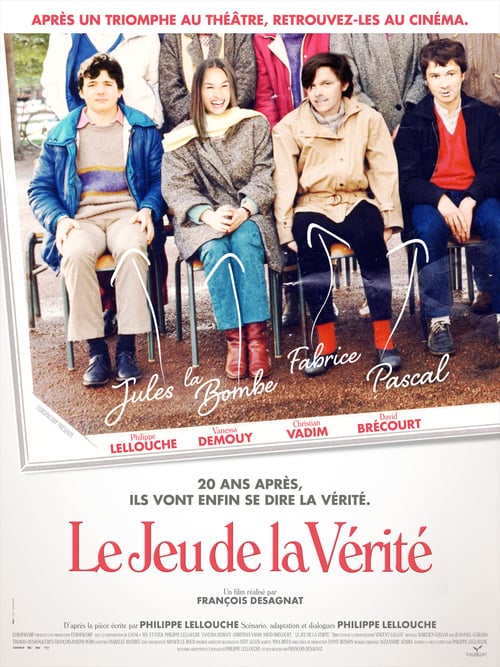 APRÈS UN TRIOMPHE AU THÉÂTRE, RETROUVEZ-LES AU CINÉMA.
Jules
la
Bombe
Fabrice
Pascal
EUROPACORP PRÉSENTE
Philippe
LELLOUCHE
Vanessa
DEMOUY
Christian
VADIM
David
BRÉCOURT
20 ANS APRÈS,
ILS VONT ENFIN SE DIRE LA VÉRITÉ.
Le Jeu de la Vérité
Un film réalisé par
FRANÇOIS DESAGNAT
D'après la pièce écrite par PHILIPPE LELLOUCHE Scénario, adaptation et dialogues PHILIPPE LELLOUCHE